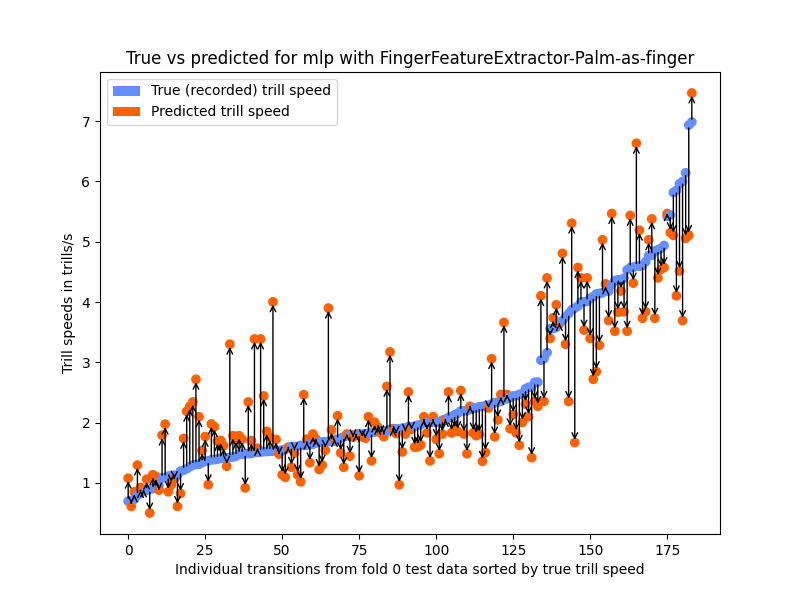 True vs predicted for mlp with FingerFeatureExtractor-Palm-as-finger
True (recorded) trill speed
Predicted trill speed
Trill speeds in trills/s
7
6
5
4
3
2
1
0 25 50 75 100 125 150 175
Individual transitions from fold 0 test data sorted by true trill speed